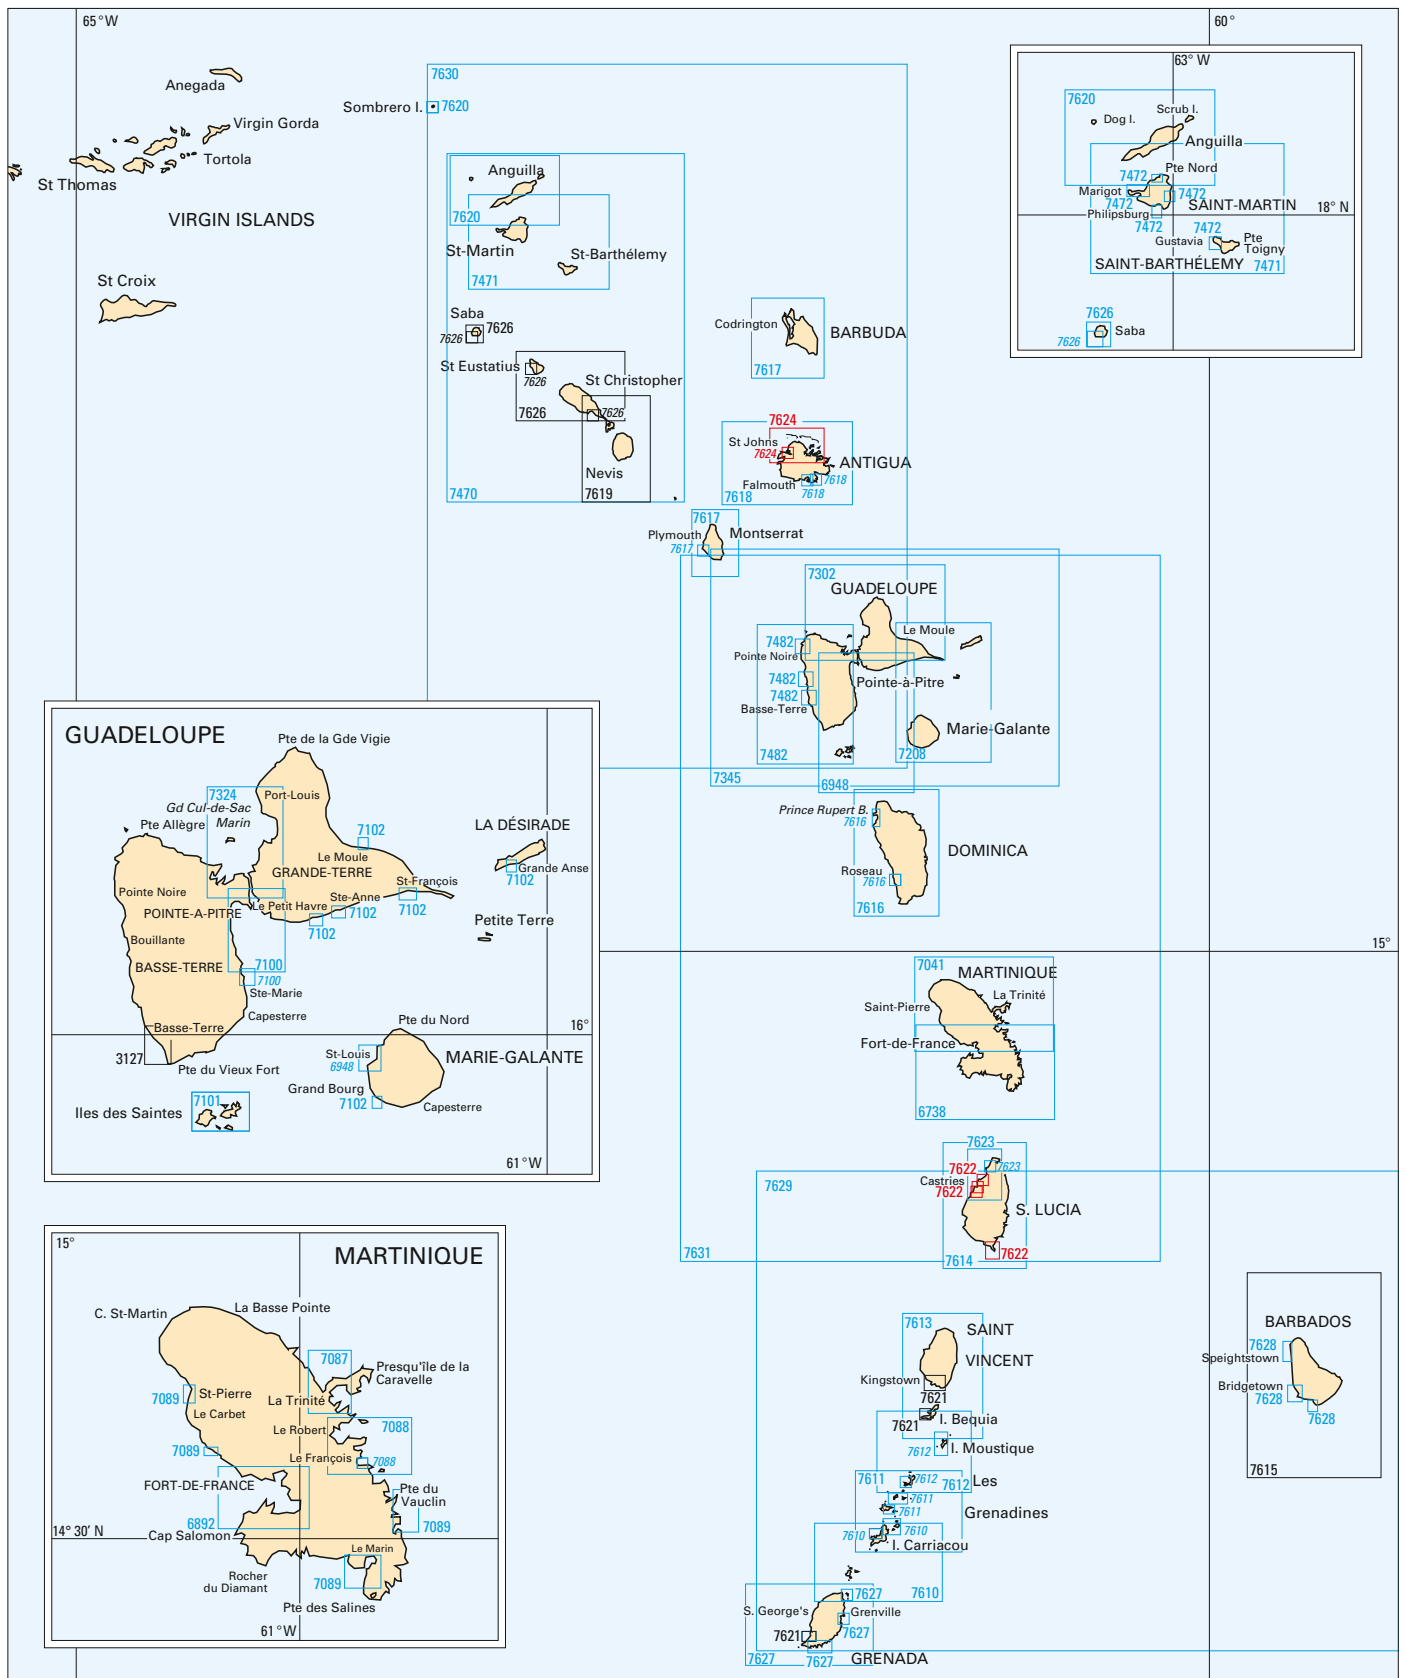 65°W
60°
Anegada
Virgin Gorda
Tortola
St Thomas
VIRGIN ISLANDS
St Croix
7630
Sombrero I.
7620
Anguilla
7620
St-Martin
St-Barthélemy
7471
Saba
7626
7626
St Eustatius
7626
St Christopher
7626
7626
Nevis
7619
7470
Codrington
BARBUDA
7617
7624
St Johns
7624
ANTIGUA
Falmouth
7618
7618
7618
7617
Plymouth
Montserrat
7617
63° W
7620
Scrub I.
Dog I.
Anguilla
Pte Nord
7472
Marigot
7472
7472
SAINT-MARTIN
18° N
Philipsburg
7472
7472
Gustavia
Pte
Toigny
SAINT-BARTHÉLEMY
7471
7626
Saba
7626
7302
GUADELOUPE
Le Moule
7482
Pointe Noire
7482
Pointe-à-Pitre
7482
Basse-Terre
Marie-Galante
7482
7208
7345
6948
Prince Rupert B.
7616
DOMINICA
Roseau
7616
7616
15°
7041
MARTINIQUE
La Trinité
Saint-Pierre
Fort-de-France
6738
7623
7622
7623
Castries
7622
7629
S. LUCIA
7631
7622
7614
7613
SAINT
VINCENT
Kingstown
7621
7621
I. Bequia
7612
I. Moustique
7611
7612
7612
Les
7611
7611
Grenadines
7610
7610
I. Carriacou
7610
7627
S. George's
Grenville
7627
7621
7627
7627
GRENADA
BARBADOS
7628
Speightstown
Bridgetown
7628
7628
7615
GUADELOUPE
Pte de la Gde Vigie
7324
Port-Louis
Gd Cul-de-Sac
Marin
Pte Allègre
7102
LA DÉSIRADE
Le Moule
GRANDE-TERRE
Grande Anse
7102
St-François
Pointe Noire
Ste-Anne
Le Petit Havre
7102
7102
POINTE-A-PITRE
7102
Petite Terre
Bouillante
BASSE-TERRE
7100
7100
Ste-Marie
Capesterre
Pte du Nord
Basse-Terre
16°
3127
Pte du Vieux Fort
St-Louis
6948
MARIE-GALANTE
Grand Bourg
7102
Capesterre
7101
Iles des Saintes
61°W
15°
MARTINIQUE
La Basse Pointe
C. St-Martin
7087
Presqu'île de la
Caravelle
St-Pierre
7089
La Trinité
Le Carbet
Le Robert
7088
7089
Le François
7088
FORT-DE-FRANCE
Pte du
Vauclin
6892
7089
14° 30' N
Cap Salomon
Le Marin
Rocher
du Diamant
7089
Pte des Salines
61°W